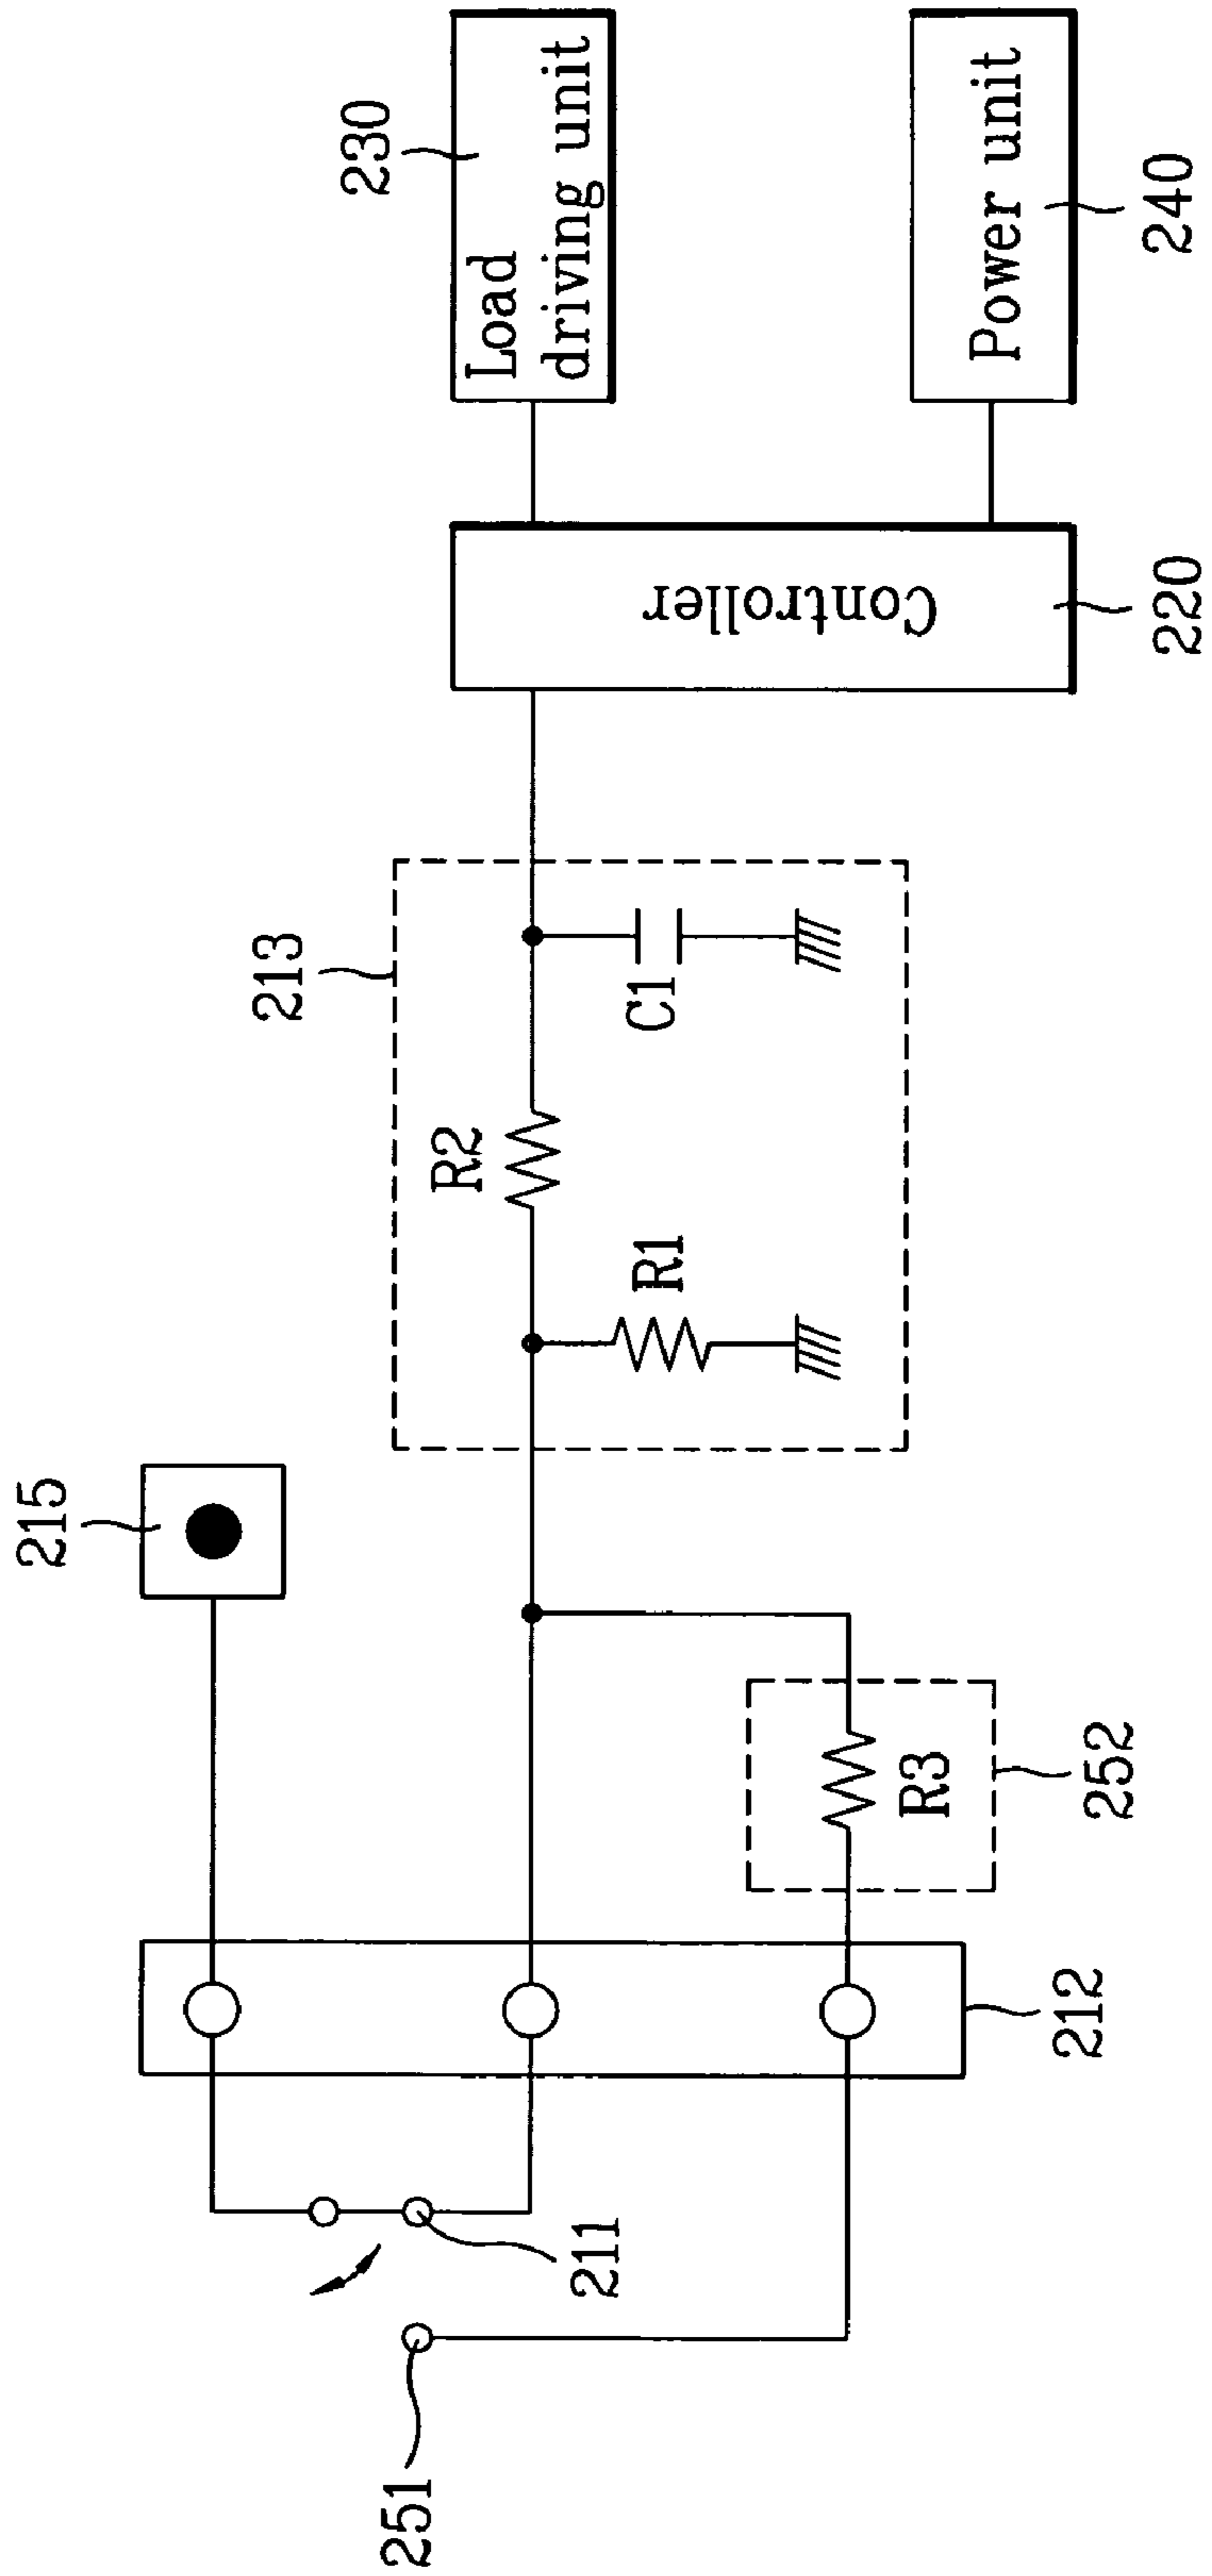 230
Load
driving unit
Power unit
240
Controller
220
213
C1
R2
R1
215
R3
252
212
211
251